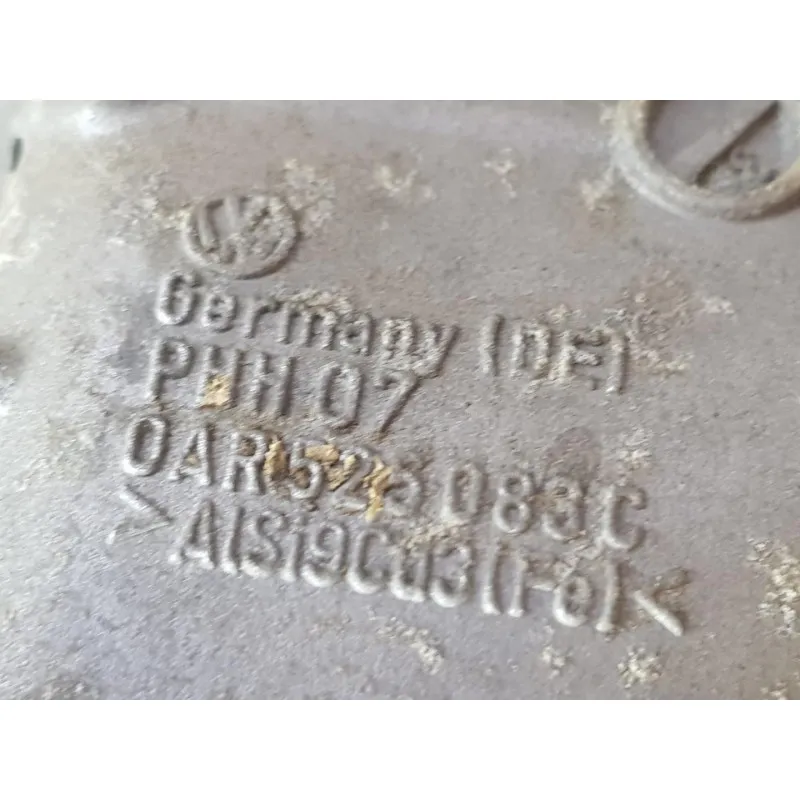 Germany (DE)
PHH 07
0AR 525 083 C
>AlSi9Cu3(Fe)<